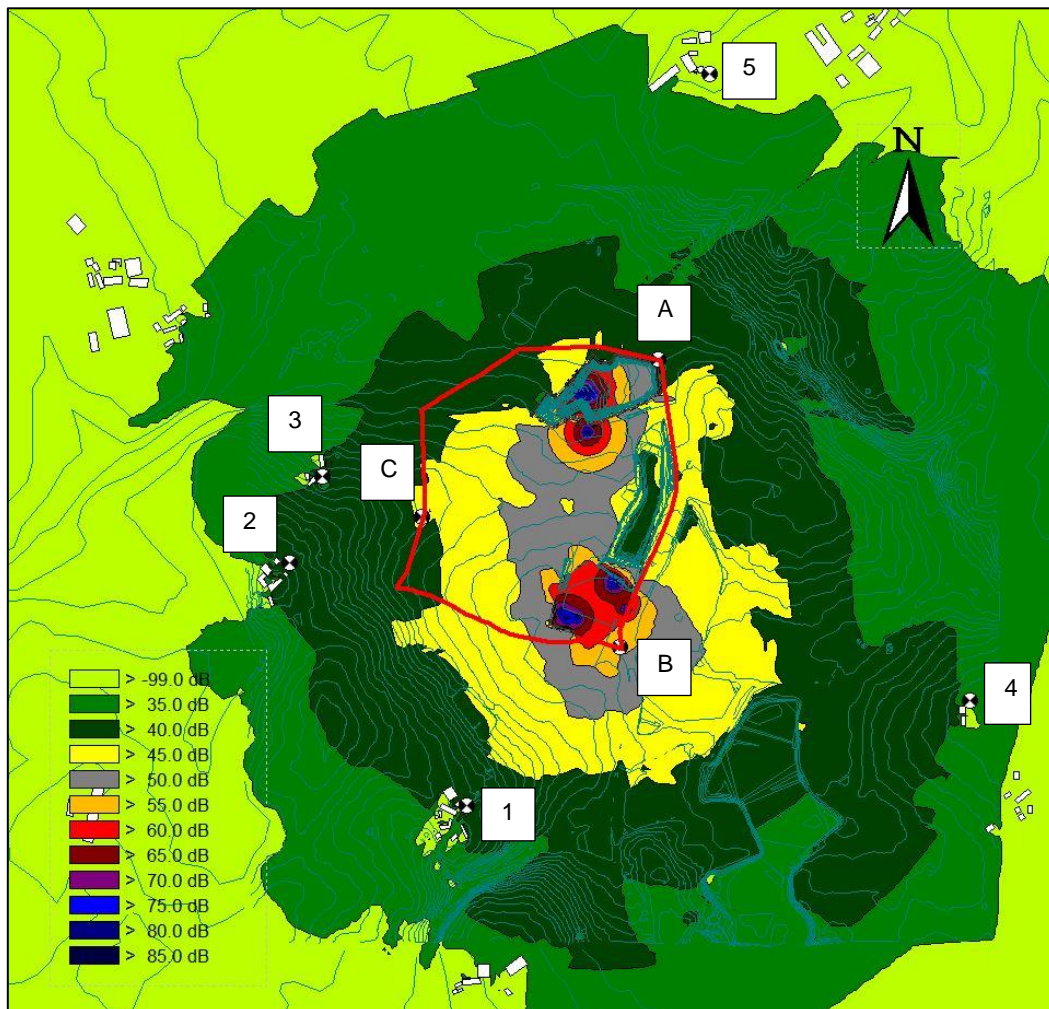 5
N
A
3
C
2
B
4
1
> -99.0 dB
> 35.0 dB
> 40.0 dB
> 45.0 dB
> 50.0 dB
> 55.0 dB
> 60.0 dB
> 65.0 dB
> 70.0 dB
> 75.0 dB
> 80.0 dB
> 85.0 dB